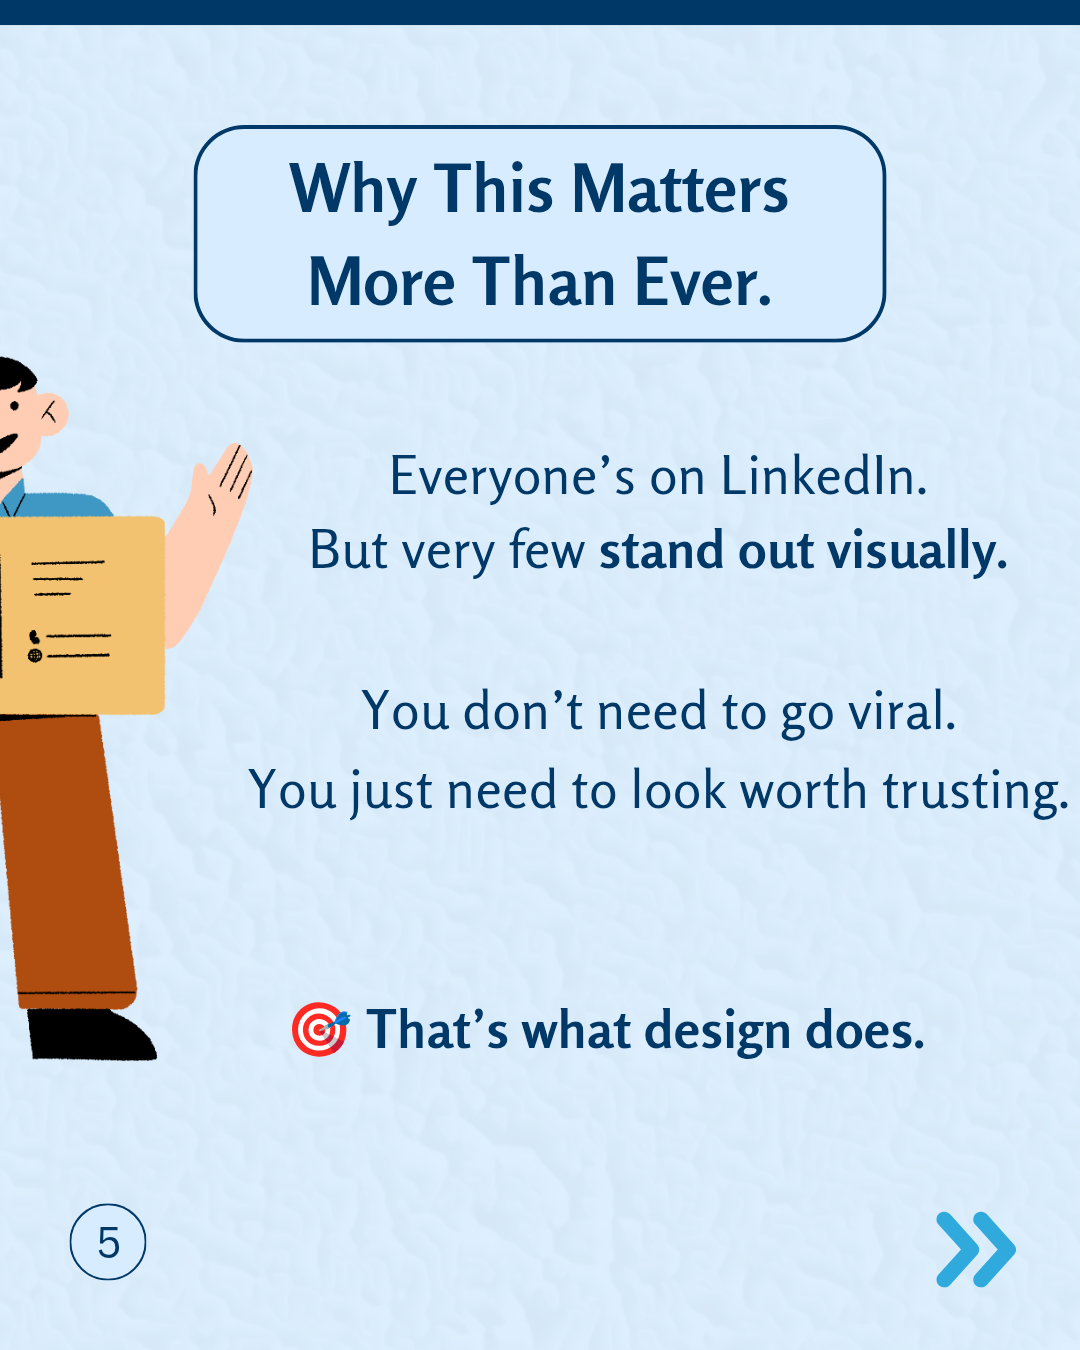 Why This Matters
More Than Ever.
Everyone’s on LinkedIn.
But very few stand out visually.
You don’t need to go viral.
You just need to look worth trusting.
🎯 That’s what design does.
5